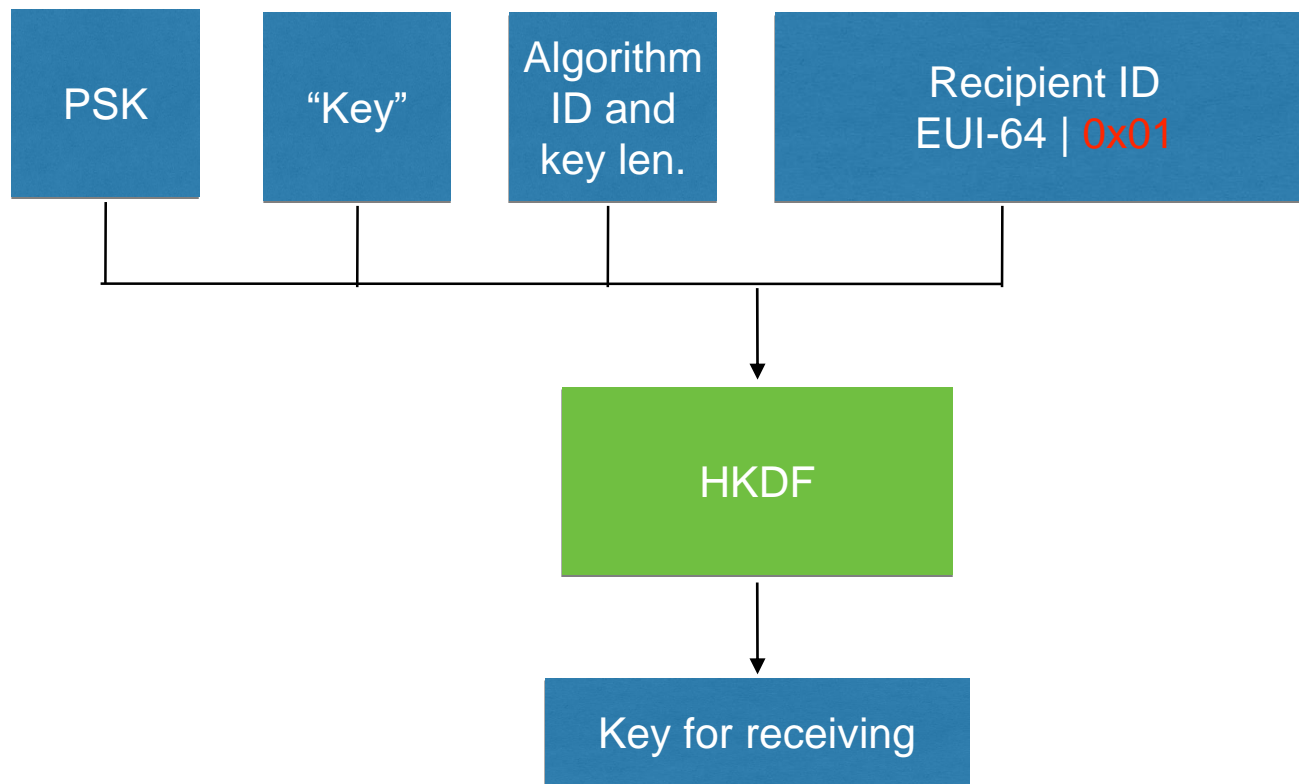 PSK
“Key”
Algorithm
ID and
key len.
Recipient ID
EUI-64 | 0x01
HKDF
Key for receiving